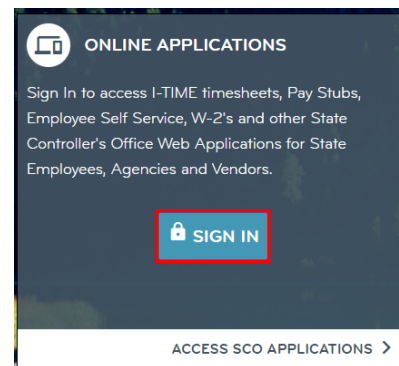 ONLINE APPLICATIONS
Sign In to access I-TIME timesheets, Pay Stubs,
Employee Self Service, W-2's and other State
Controller's Office Web Applications for State
Employees, Agencies and Vendors.
SIGN IN
ACCESS SCO APPLICATIONS